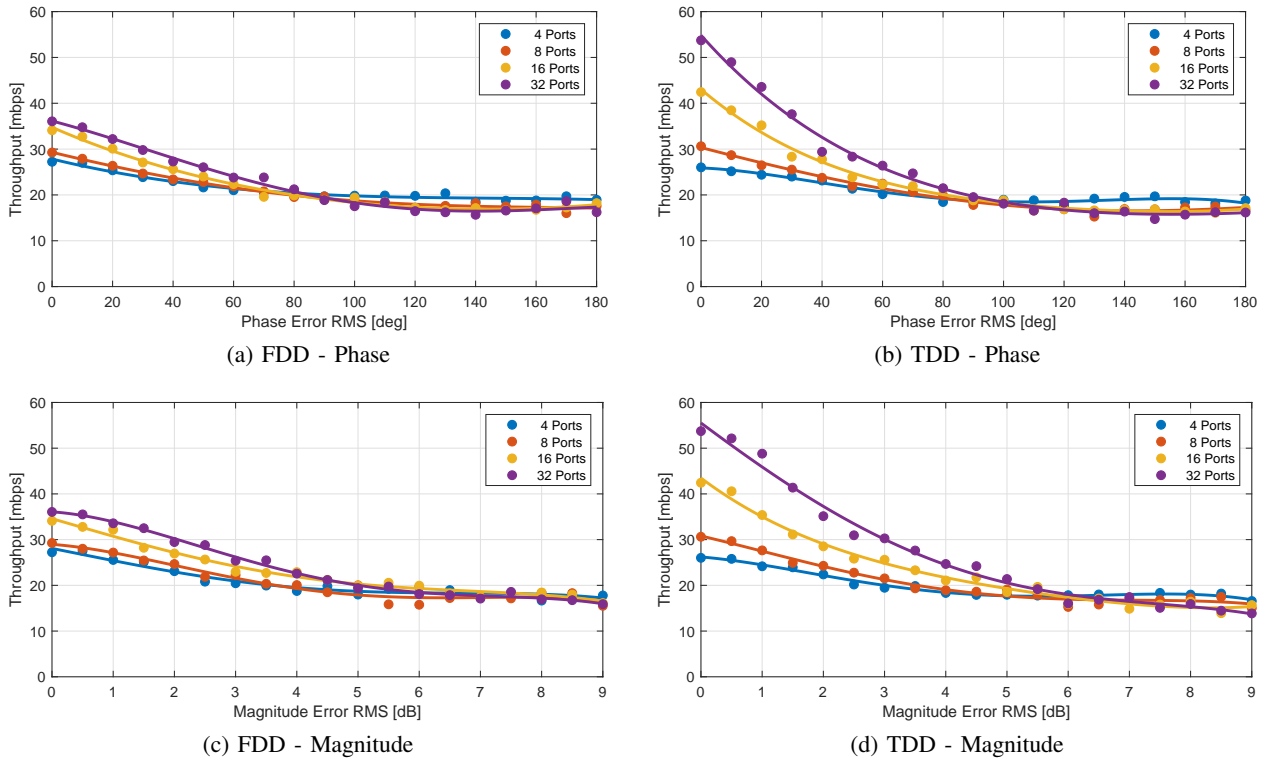 60
50
40
30
20
10
0
Throughput [mbps]
0 20 40 60 80 100 120 140 160 180
Phase Error RMS [deg]
4 Ports
8 Ports
16 Ports
32 Ports
(a) FDD - Phase
60
50
40
30
20
10
0
Throughput [mbps]
0 20 40 60 80 100 120 140 160 180
Phase Error RMS [deg]
4 Ports
8 Ports
16 Ports
32 Ports
(b) TDD - Phase
60
50
40
30
20
10
0
Throughput [mbps]
0 1 2 3 4 5 6 7 8 9
Magnitude Error RMS [dB]
4 Ports
8 Ports
16 Ports
32 Ports
(c) FDD - Magnitude
60
50
40
30
20
10
0
Throughput [mbps]
0 1 2 3 4 5 6 7 8 9
Magnitude Error RMS [dB]
4 Ports
8 Ports
16 Ports
32 Ports
(d) TDD - Magnitude